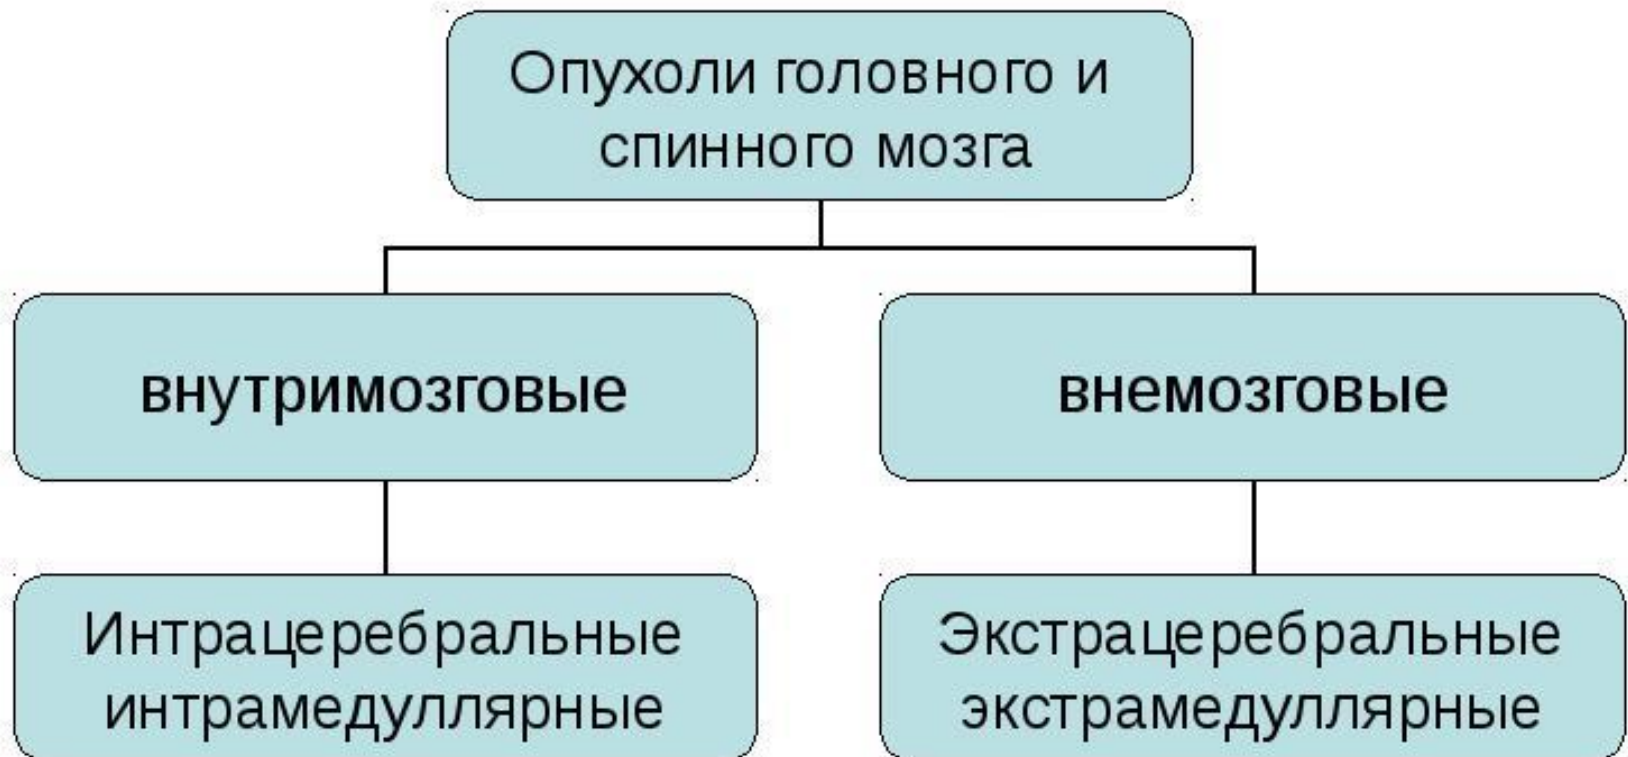 Опухоли головного и
спинного мозга
внутримозговые
внемозговые
Интрацеребральные
интрамедуллярные
Экстрацеребральные
экстрамедуллярные